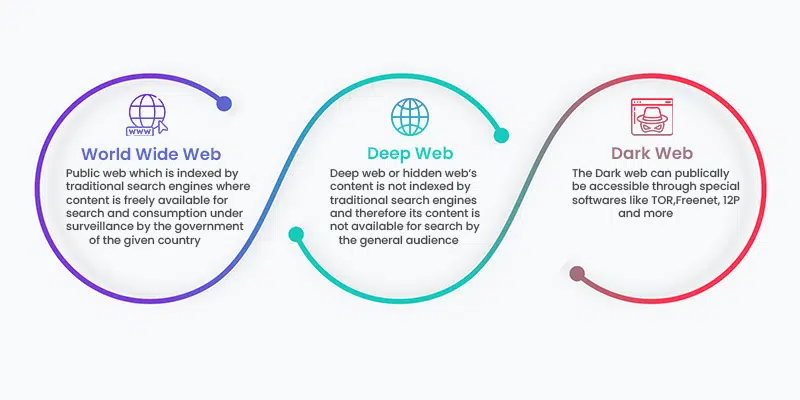 WWW
World Wide Web
Public web which is indexed by
traditional search engines where
content is freely available for
search and consumption under
surveillance by the government
of the given country
Deep Web
Deep web or hidden web's
content is not indexed by
traditional search engines
and therefore its content is
not available for search by
the general audience
Dark Web
The Dark web can publically
be accessible through special
softwares like TOR,Freenet, 12P
and more